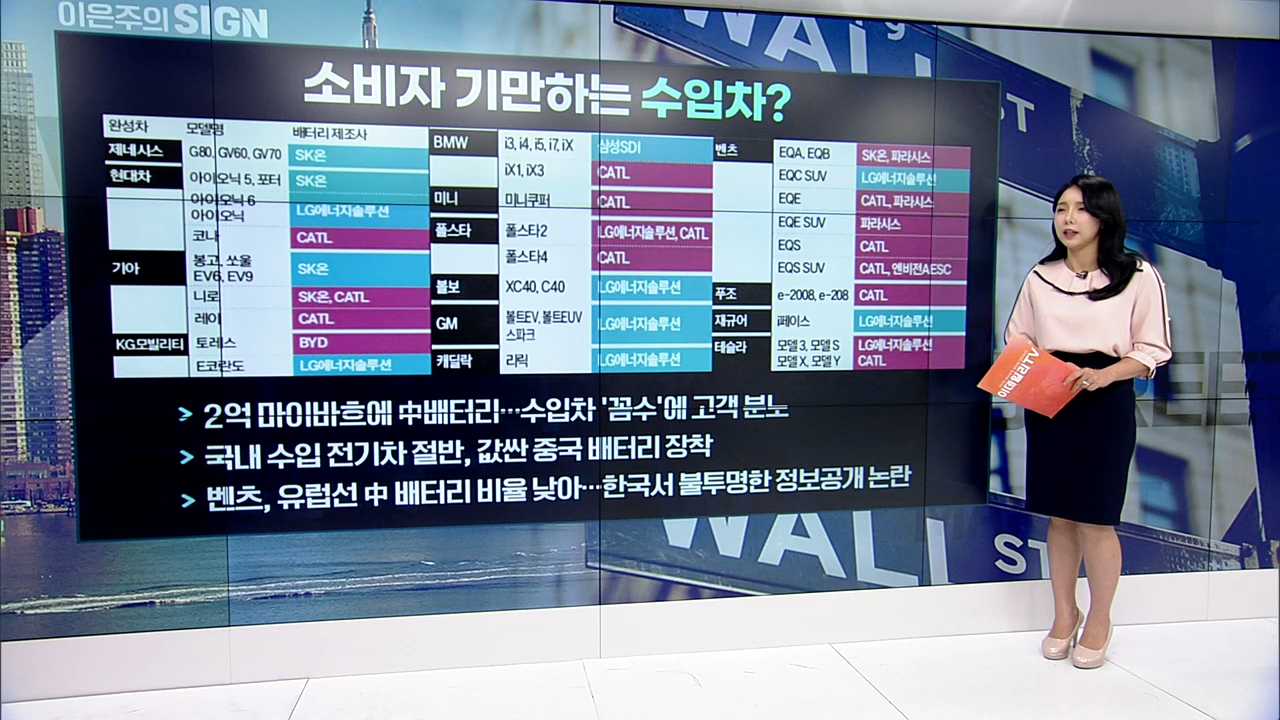 이은주의 SIGN
WALL ST
소비자 기만하는 수입차?
완성차 모델명 배터리 제조사
제네시스 G80, GV60, GV70 SK온
현대차 아이오닉 5, 포터 SK온
아이오닉 6
아이오닉 LG에너지솔루션
코나 CATL
기아 봉고, 쏘울
EV6, EV9 SK온
니로 SK온, CATL
레이 CATL
KG모빌리티 토레스 BYD
E코란도 LG에너지솔루션
BMW i3, i4, i5, i7, iX 삼성SDI
iX1, iX3 CATL
미니 미니쿠퍼 CATL
폴스타 폴스타2 LG에너지솔루션, CATL
폴스타4 CATL
볼보 XC40, C40 LG에너지솔루션
GM 볼트EV, 볼트EUV
스파크 LG에너지솔루션
캐딜락 리릭 LG에너지솔루션
벤츠 EQA, EQB SK온, 파라시스
EQC SUV LG에너지솔루션
EQE CATL, 파라시스
EQE SUV 파라시스
EQS CATL
EQS SUV CATL, 엔비전AESC
푸조 e-2008, e-208 CATL
재규어 i페이스 LG에너지솔루션
테슬라 모델 3, 모델 S LG에너지솔루션
모델 X, 모델 Y CATL
> 2억 마이바흐에 中배터리…수입차 '꼼수'에 고객 분노
> 국내 수입 전기차 절반, 값싼 중국 배터리 장착
> 벤츠, 유럽선 中 배터리 비율 낮아…한국서 불투명한 정보공개 논란
이데일리TV
WALL ST